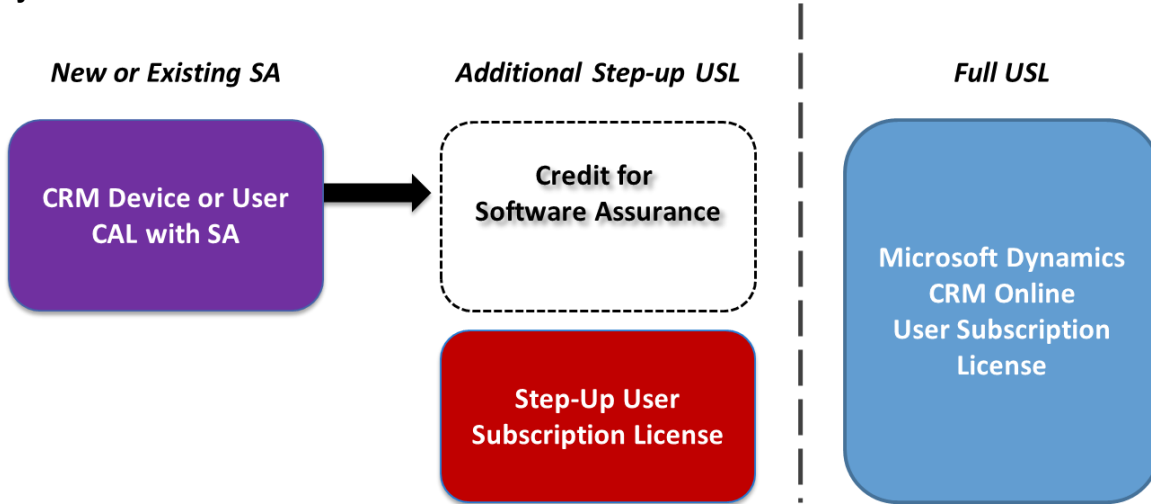 New or Existing SA
Additional Step-up USL
Full USL
CRM Device or User
CAL with SA
Credit for
Software Assurance
Step-Up User
Subscription License
Microsoft Dynamics
CRM Online
User Subscription
License